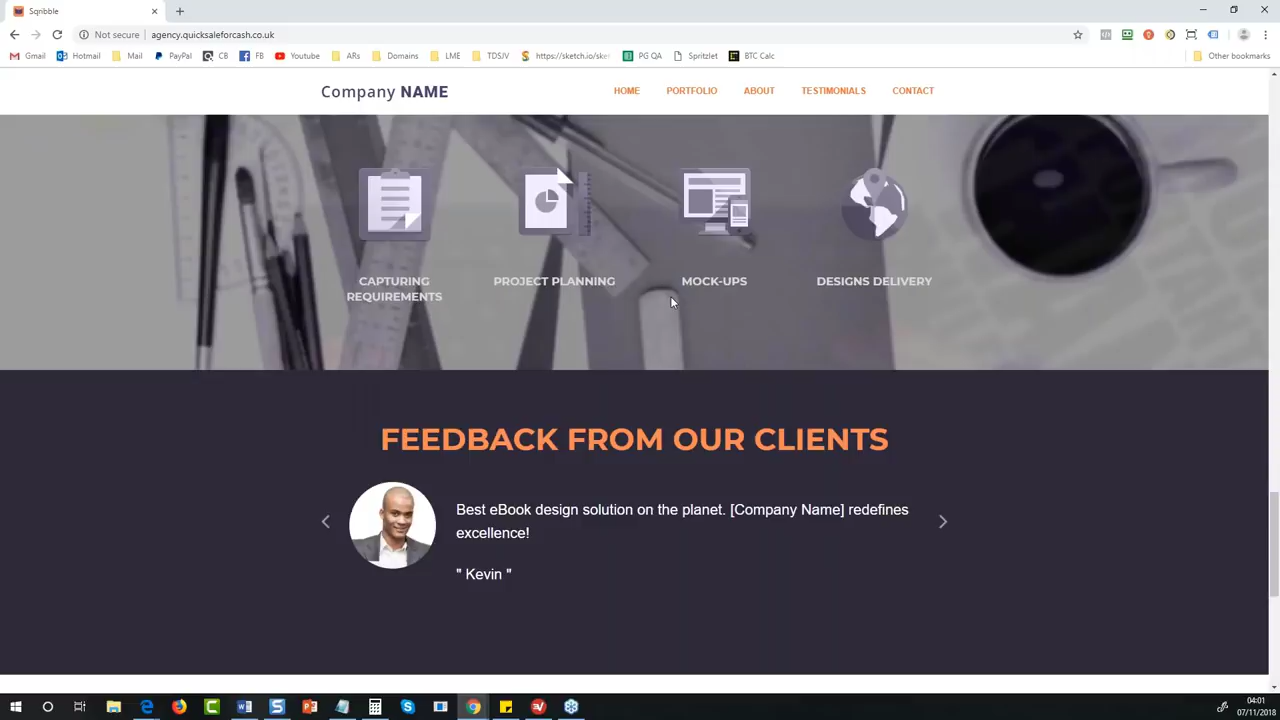 Sqribble
Not secure
agency.quicksaleforcash.co.uk
Gmail
Hotmail
Mail
PayPal
CB
FB
Youtube
ARs
Domains
LME
TDSJV
https://sketch.io/ske
PG QA
Spritzlet
BTC Calc
Other bookmarks
Company NAME
HOME
PORTFOLIO
ABOUT
TESTIMONIALS
CONTACT
CAPTURING
REQUIREMENTS
PROJECT PLANNING
MOCK-UPS
DESIGNS DELIVERY
FEEDBACK FROM OUR CLIENTS
Best eBook design solution on the planet. [Company Name] redefines
excellence!
" Kevin "
04:01
07/11/2018